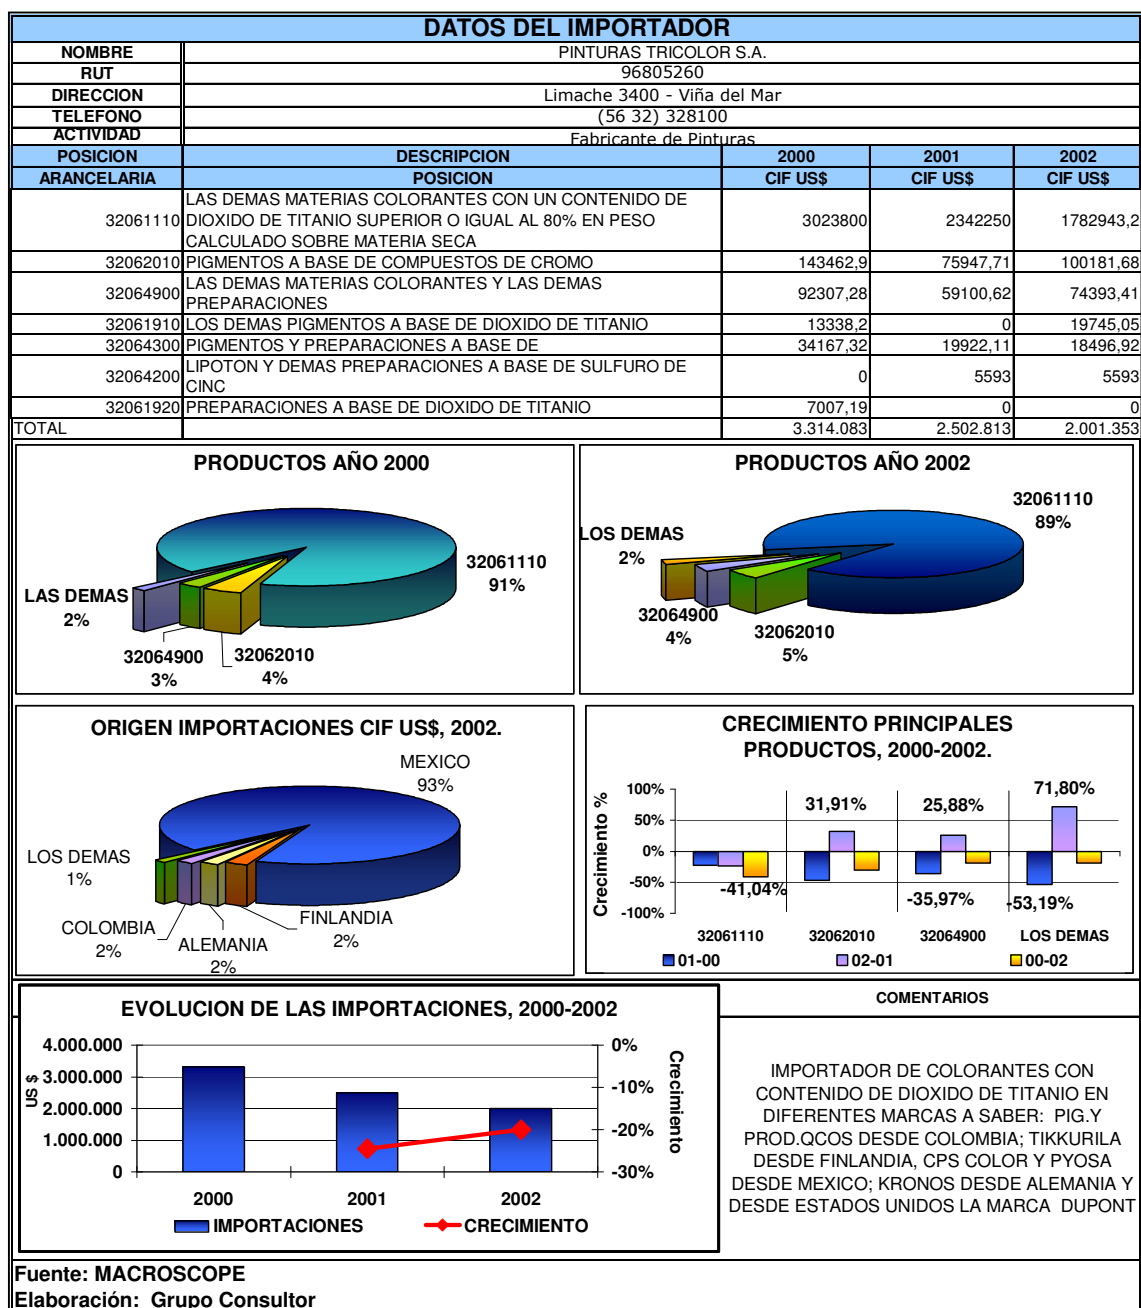 DATOS DEL IMPORTADOR
NOMBRE PINTURAS TRICOLOR S.A.
RUT 96805260
DIRECCION Limache 3400 - Viña del Mar
TELEFONO (56 32) 328100
ACTIVIDAD Fabricante de Pinturas
POSICION DESCRIPCION 2000 2001 2002
ARANCELARIA POSICION CIF US$ CIF US$ CIF US$
LAS DEMAS MATERIAS COLORANTES CON UN CONTENIDO DE
32061110 DIOXIDO DE TITANIO SUPERIOR O IGUAL AL 80% EN PESO 3023800 2342250 1782943,2
CALCULADO SOBRE MATERIA SECA
32062010 PIGMENTOS A BASE DE COMPUESTOS DE CROMO 143462,9 75947,71 100181,68
32064900 LAS DEMAS MATERIAS COLORANTES Y LAS DEMAS 92307,28 59100,62 74393,41
PREPARACIONES
32061910 LOS DEMAS PIGMENTOS A BASE DE DIOXIDO DE TITANIO 13338,2 0 19745,05
32064300 PIGMENTOS Y PREPARACIONES A BASE DE 34167,32 19922,11 18496,92
32064200 LIPOTON Y DEMAS PREPARACIONES A BASE DE SULFURO DE 0 5593 5593
CINC
32061920 PREPARACIONES A BASE DE DIOXIDO DE TITANIO 7007,19 0 0
TOTAL 3.314.083 2.502.813 2.001.353
PRODUCTOS AÑO 2000
32061110
91%
LAS DEMAS
2%
32064900
3%
32062010
4%
PRODUCTOS AÑO 2002
32061110
89%
LOS DEMAS
2%
32064900
4%
32062010
5%
ORIGEN IMPORTACIONES CIF US$, 2002.
MEXICO
93%
LOS DEMAS
1%
COLOMBIA
2%
ALEMANIA
2%
FINLANDIA
2%
CRECIMIENTO PRINCIPALES
PRODUCTOS, 2000-2002.
Crecimiento %
100%
50%
0%
-50%
-100%
31,91%
25,88%
71,80%
-41,04%
-35,97%
-53,19%
32061110 32062010 32064900 LOS DEMAS
01-00 02-01 00-02
EVOLUCION DE LAS IMPORTACIONES, 2000-2002
US $
4.000.000
3.000.000
2.000.000
1.000.000
0
0%
-10%
-20%
-30%
Crecimiento
2000 2001 2002
IMPORTACIONES CRECIMIENTO
COMENTARIOS
IMPORTADOR DE COLORANTES CON
CONTENIDO DE DIOXIDO DE TITANIO EN
DIFERENTES MARCAS A SABER: PIG.Y
PROD.QCOS DESDE COLOMBIA; TIKKURILA
DESDE FINLANDIA, CPS COLOR Y PYOSA
DESDE MEXICO; KRONOS DESDE ALEMANIA Y
DESDE ESTADOS UNIDOS LA MARCA DUPONT
Fuente: MACROSCOPE
Elaboración: Grupo Consultor